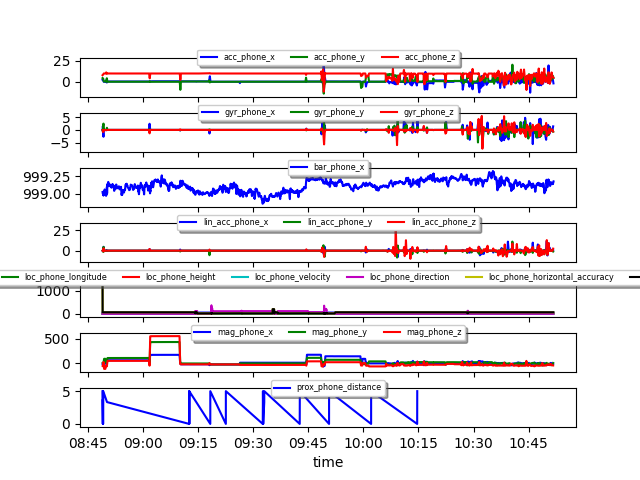 acc_phone_x acc_phone_y acc_phone_z
25
0
gyr_phone_x gyr_phone_y gyr_phone_z
5
0
−5
bar_phone_x
999.25
999.00
lin_acc_phone_x lin_acc_phone_y lin_acc_phone_z
25
0
loc_phone_longitude loc_phone_height loc_phone_velocity loc_phone_direction loc_phone_horizontal_accuracy
1000
0
mag_phone_x mag_phone_y mag_phone_z
500
0
prox_phone_distance
5
0
08:45 09:00 09:15 09:30 09:45 10:00 10:15 10:30 10:45
time